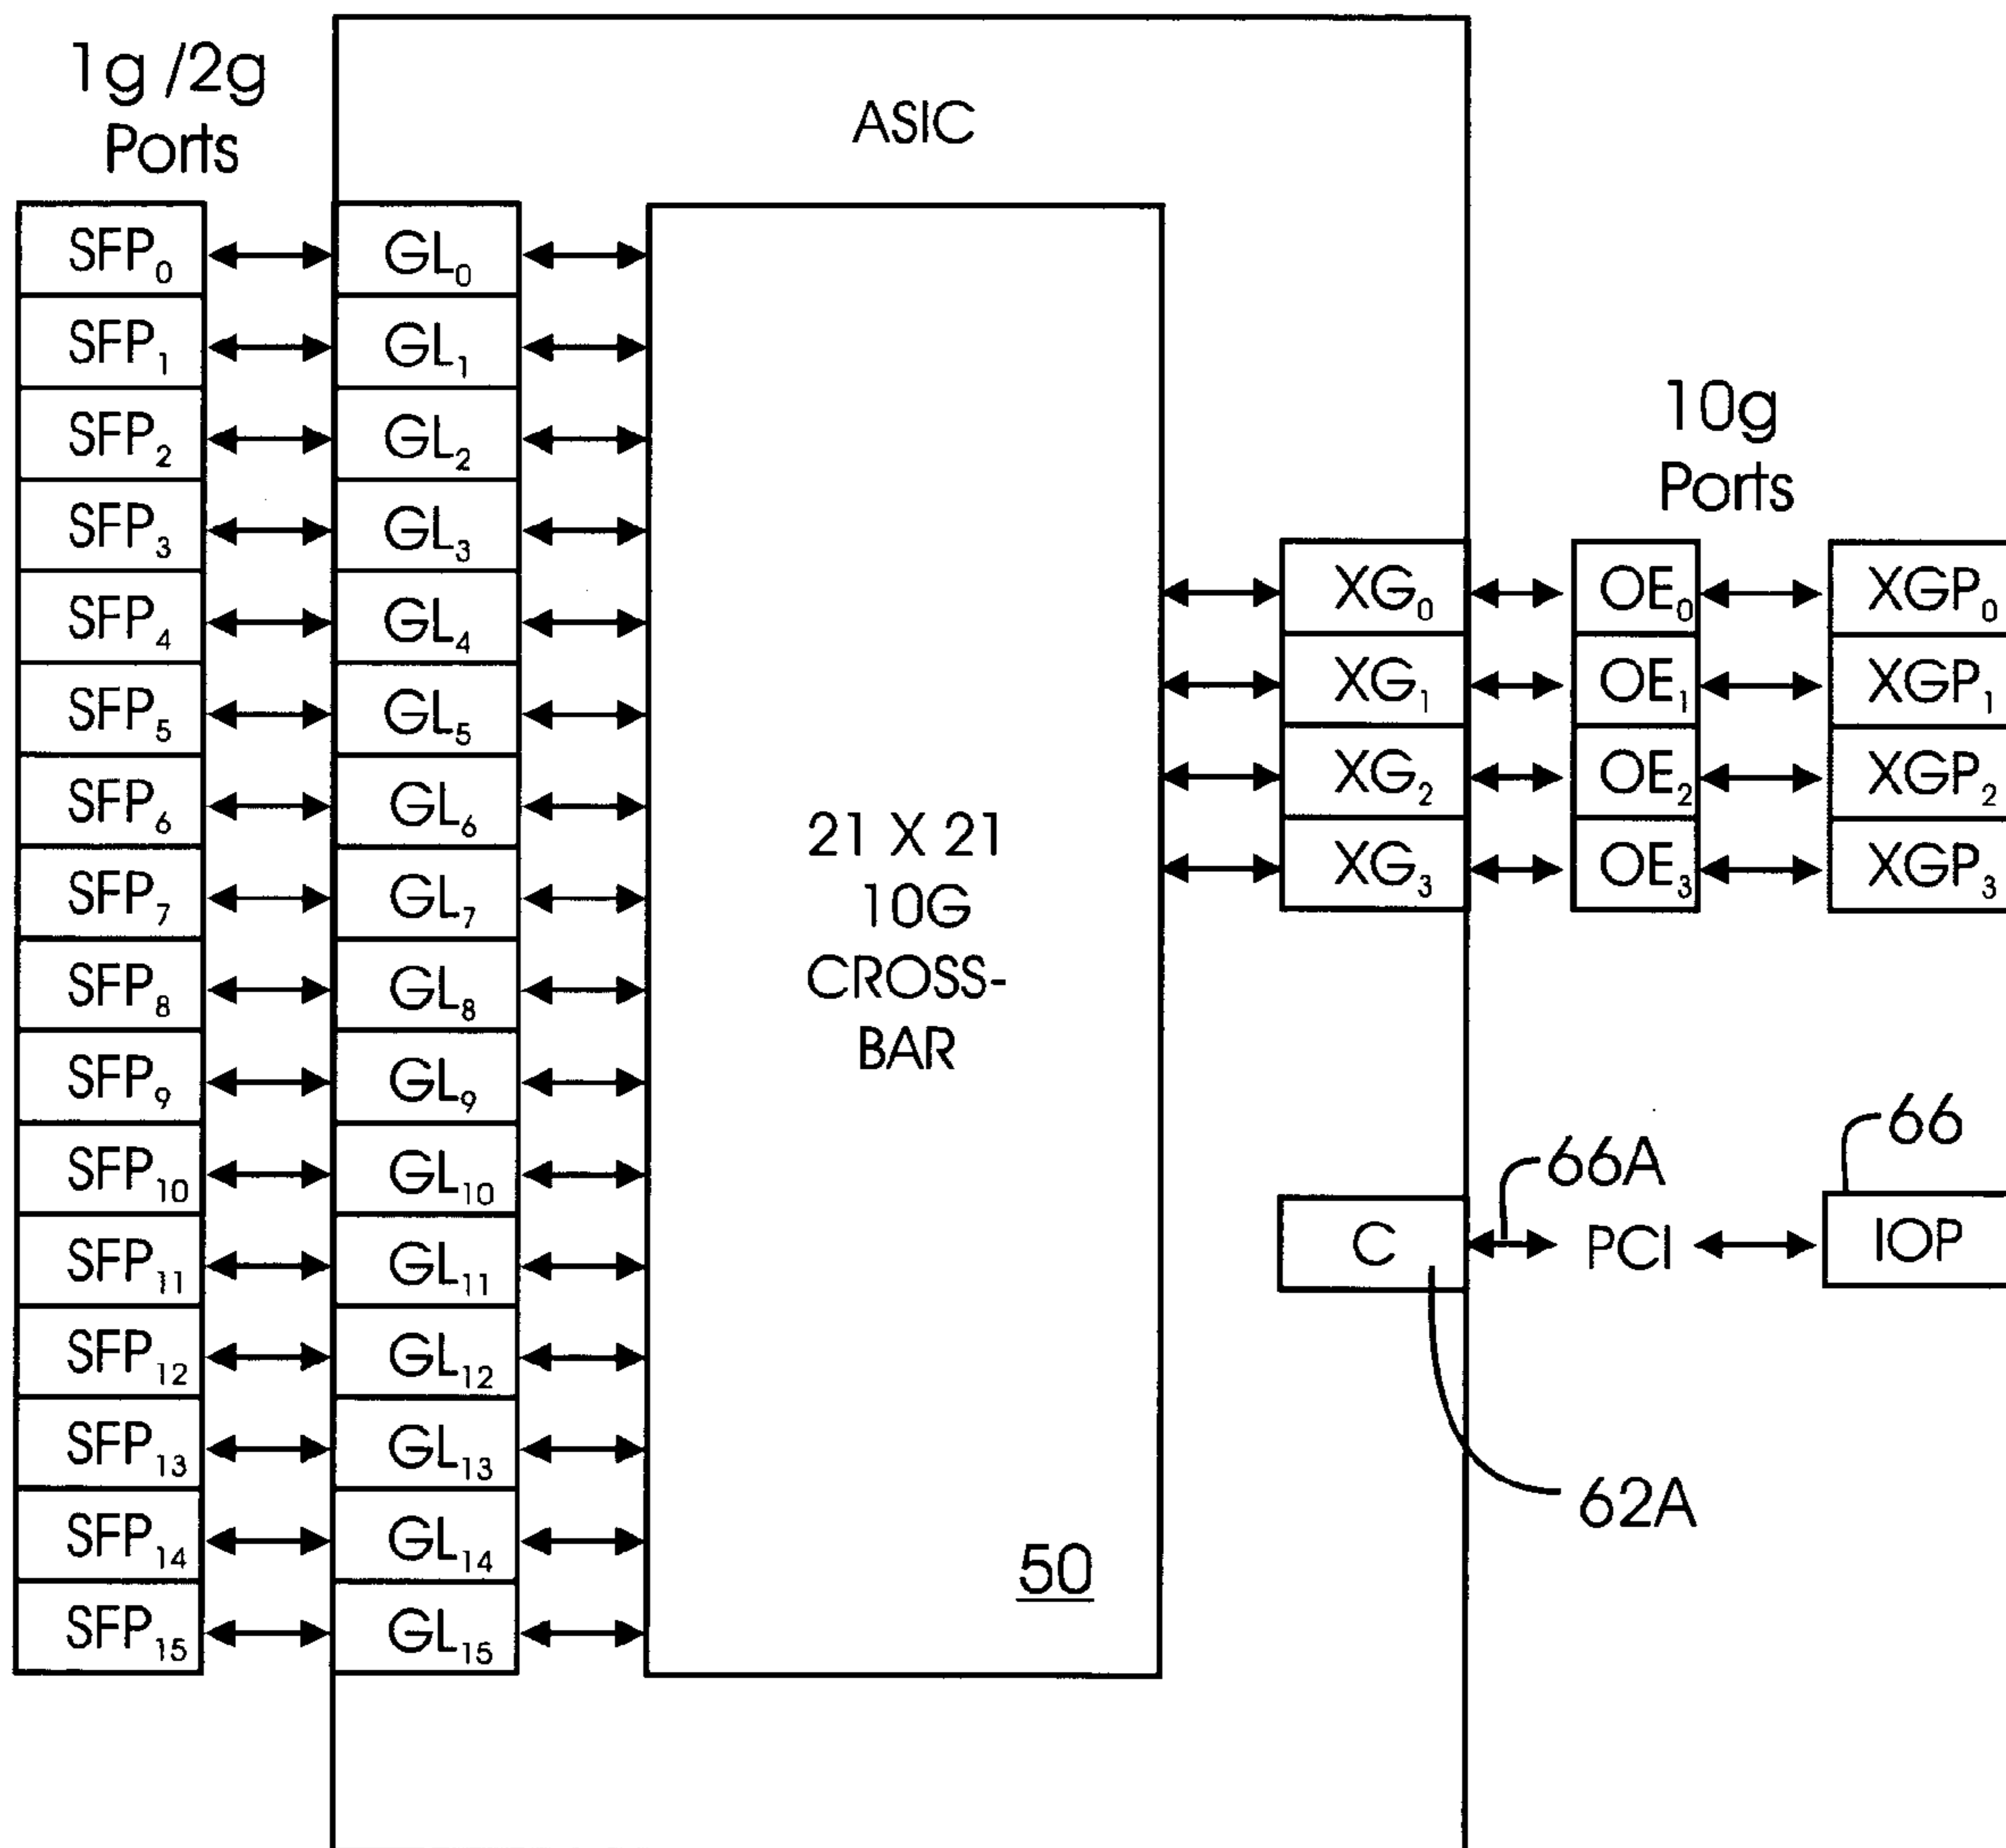 1g /2g
Ports
ASIC
SFP0
SFP1
SFP2
SFP3
SFP4
SFP5
SFP6
SFP7
SFP8
SFP9
SFP10
SFP11
SFP12
SFP13
SFP14
SFP15
GL0
GL1
GL2
GL3
GL4
GL5
GL6
GL7
GL8
GL9
GL10
GL11
GL12
GL13
GL14
GL15
21 X 21
10G
CROSS-
BAR
50
10g
Ports
XG0 OE0 XGP0
XG1 OE1 XGP1
XG2 OE2 XGP2
XG3 OE3 XGP3
66
66A
C PCI IOP
62A